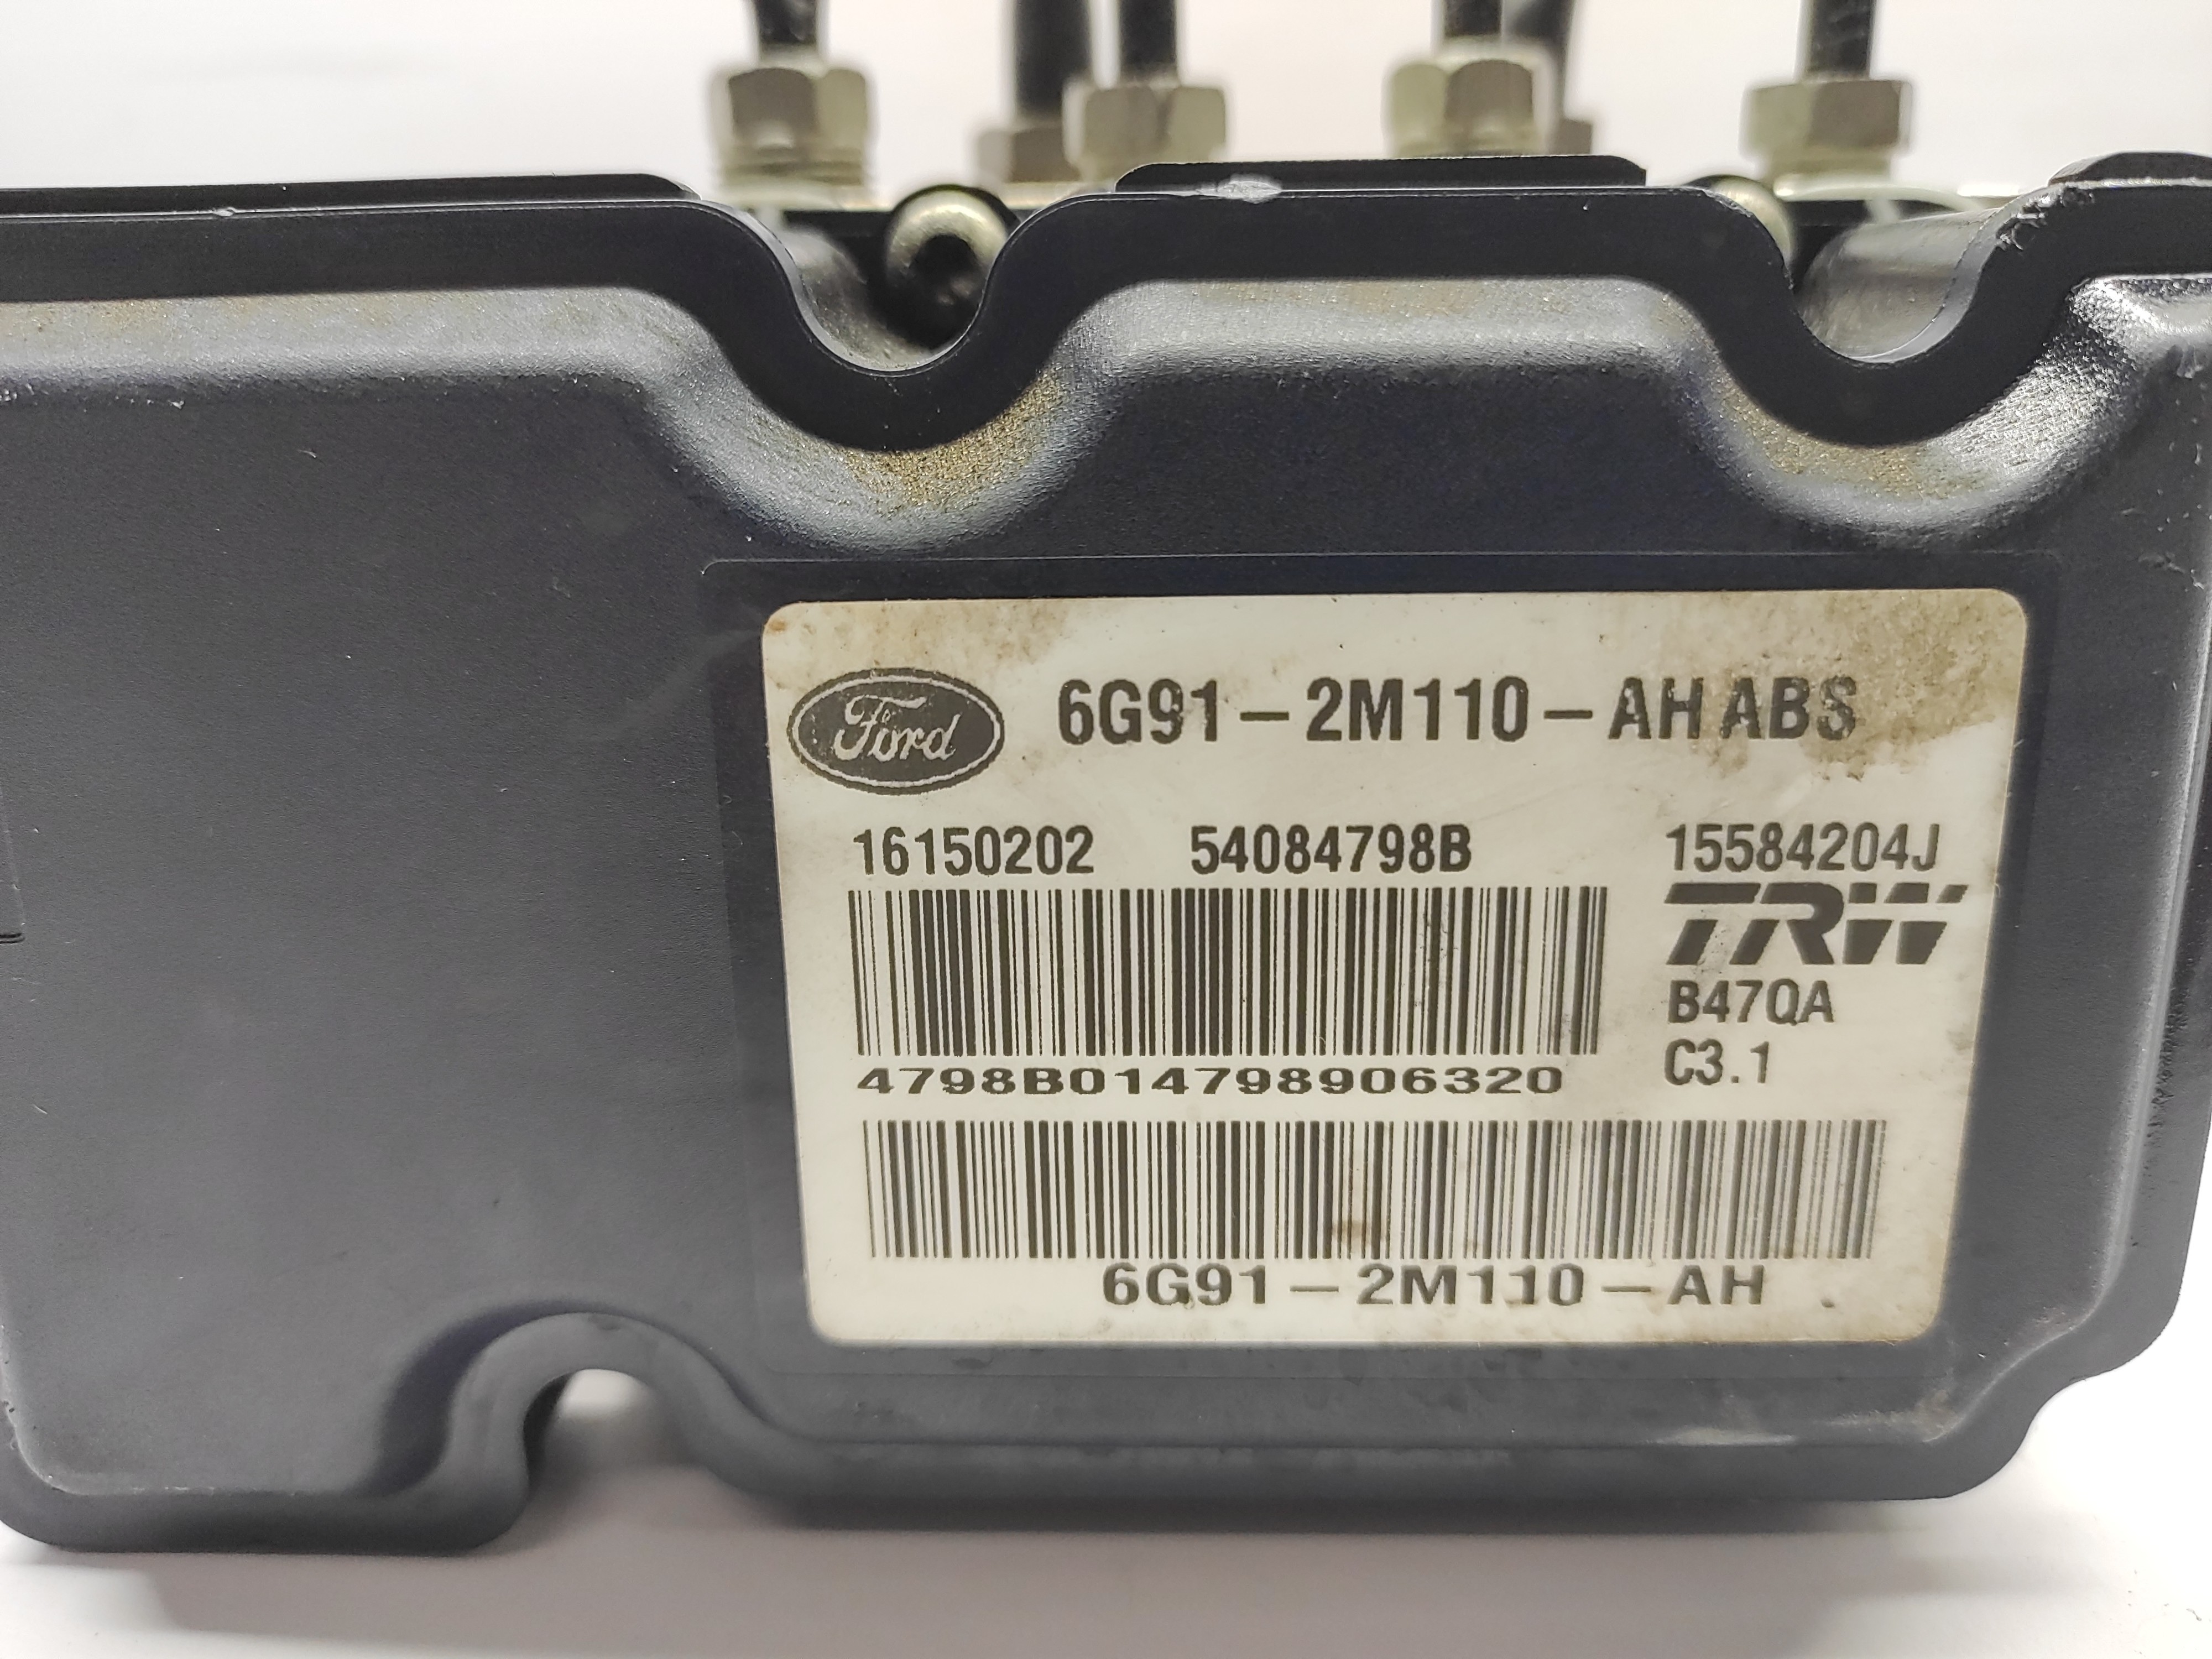 Ford 6G91-2M110-AH ABS
16150202 54084798B 15584204J
TRW
B47QA
C3.1
4798B014798906320
6G91-2M110-AH